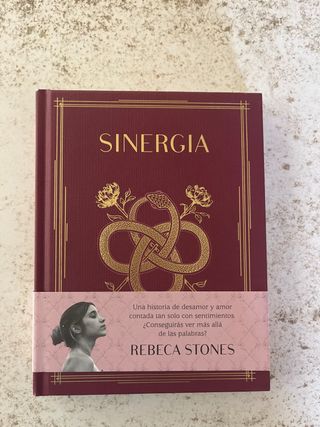 SINERGIA
Una historia de desamor y amor
contada tan solo con sentimientos.
¿Conseguirás ver más allá
de las palabras?
REBECA STONES